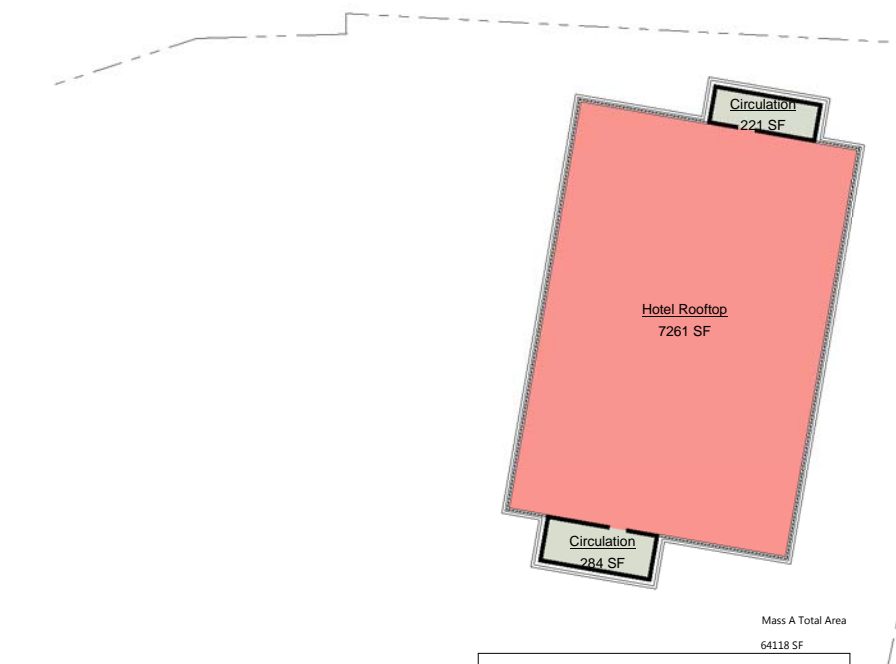 Circulation
221 SF
Hotel Rooftop
7261 SF
Circulation
284 SF
Mass A Total Area
64118 SF